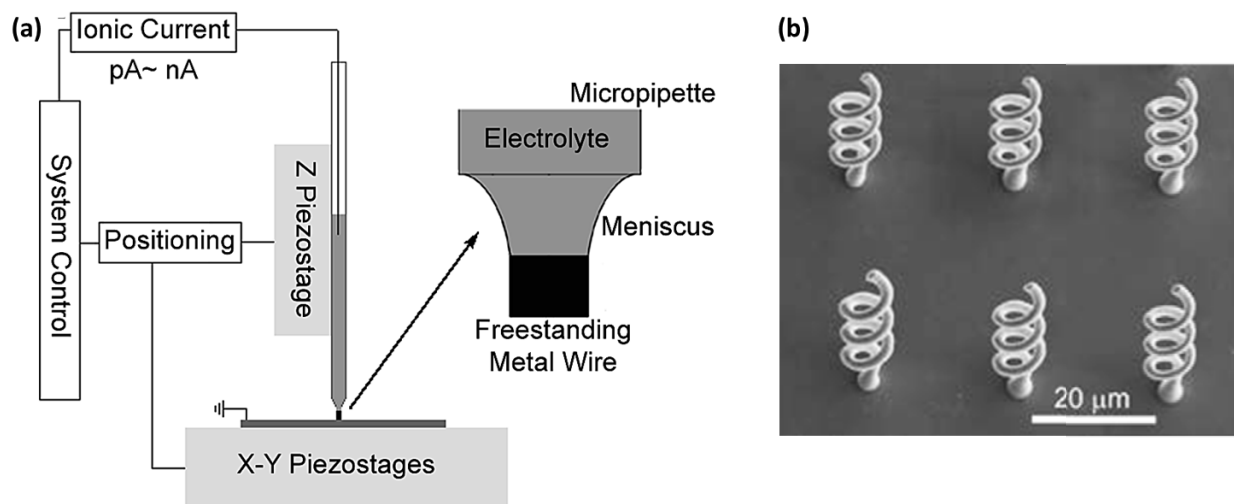 (a)
Ionic Current
pA~ nA
System Control
Positioning
Z Piezostage
X-Y Piezostages
Micropipette
Electrolyte
Meniscus
Freestanding
Metal Wire
(b)
20 μm